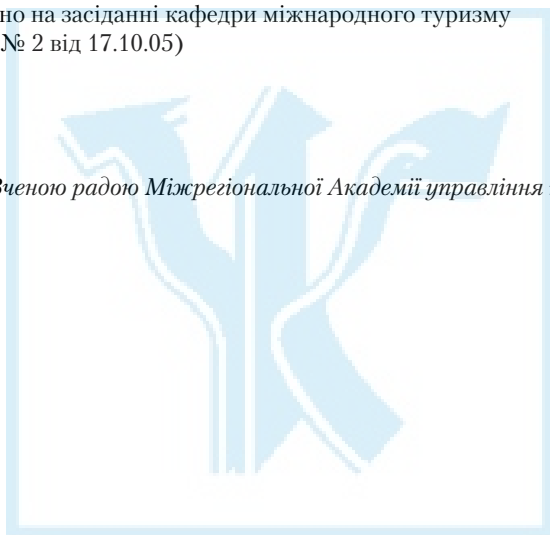 но на засіданні кафедри міжнародного туризму
№ 2 від 17.10.05)
Вченою радою Міжрегіональної Академії управління